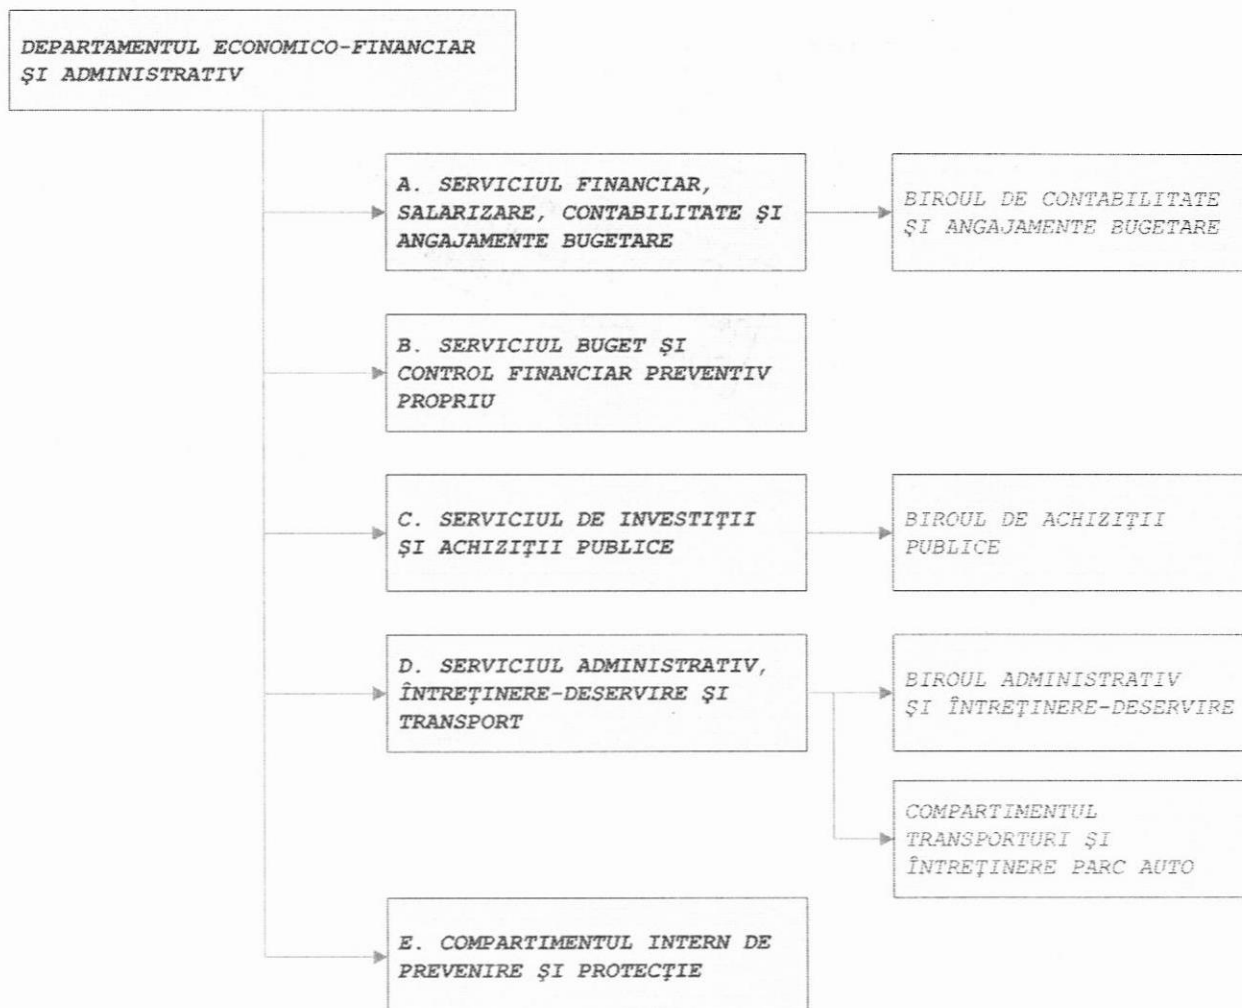 DEPARTAMENTUL ECONOMICO-FINANCIAR
ŞI ADMINISTRATIV
A. SERVICIUL FINANCIAR,
SALARIZARE, CONTABILITATE ŞI
ANGAJAMENTE BUGETARE
BIROUL DE CONTABILITATE
ŞI ANGAJAMENTE BUGETARE
B. SERVICIUL BUGET ŞI
CONTROL FINANCIAR PREVENTIV
PROPRIU
C. SERVICIUL DE INVESTIŢII
ŞI ACHIZIŢII PUBLICE
BIROUL DE ACHIZIŢII
PUBLICE
D. SERVICIUL ADMINISTRATIV,
ÎNTREŢINERE-DESERVIRE ŞI
TRANSPORT
BIROUL ADMINISTRATIV
ŞI ÎNTREŢINERE-DESERVIRE
COMPARTIMENTUL
TRANSPORTURI ŞI
ÎNTREŢINERE PARC AUTO
E. COMPARTIMENTUL INTERN DE
PREVENIRE ŞI PROTECŢIE